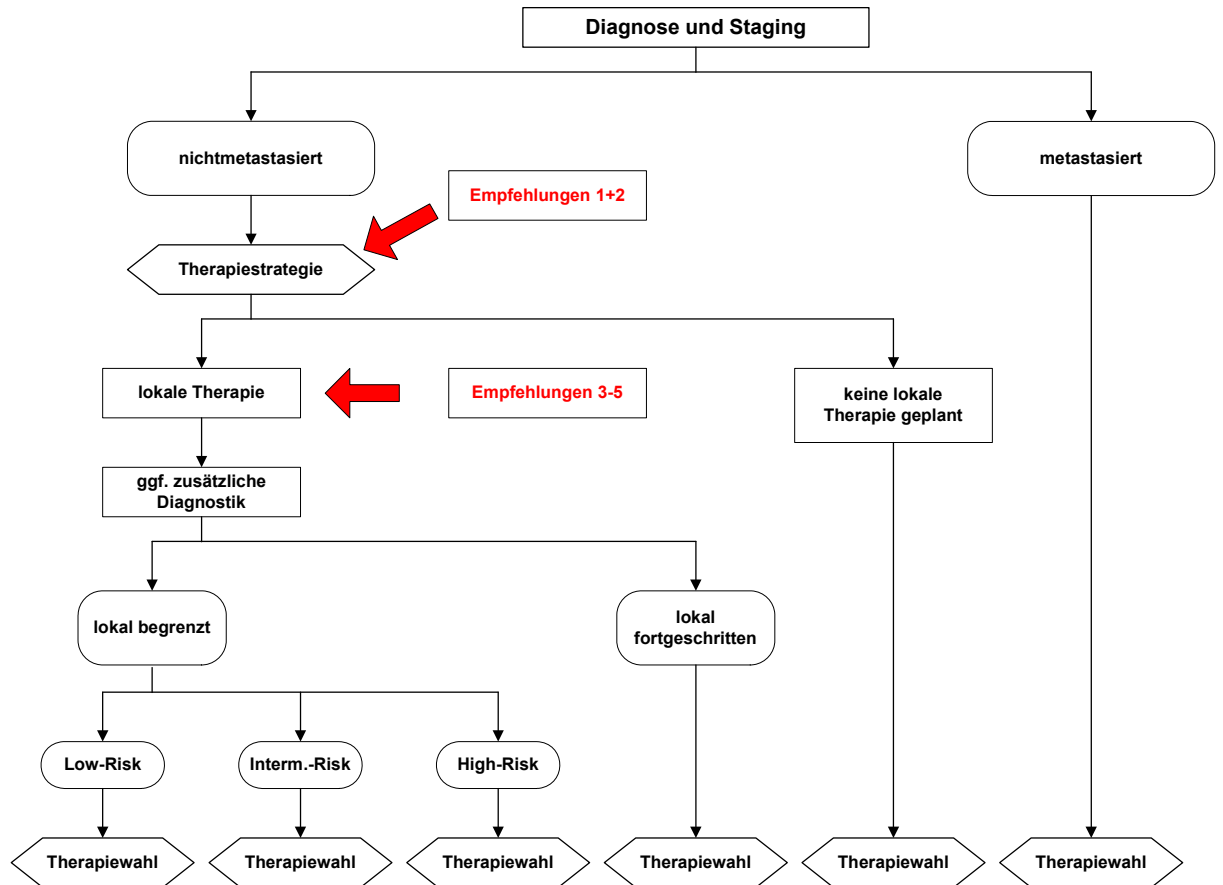 Diagnose und Staging
nichtmetastasiert
metastasiert
Empfehlungen 1+2
Therapiestrategie
lokale Therapie
Empfehlungen 3-5
keine lokale
Therapie geplant
ggf. zusätzliche
Diagnostik
lokal begrenzt
lokal
fortgeschritten
Low-Risk
Interm.-Risk
High-Risk
Therapiewahl
Therapiewahl
Therapiewahl
Therapiewahl
Therapiewahl
Therapiewahl